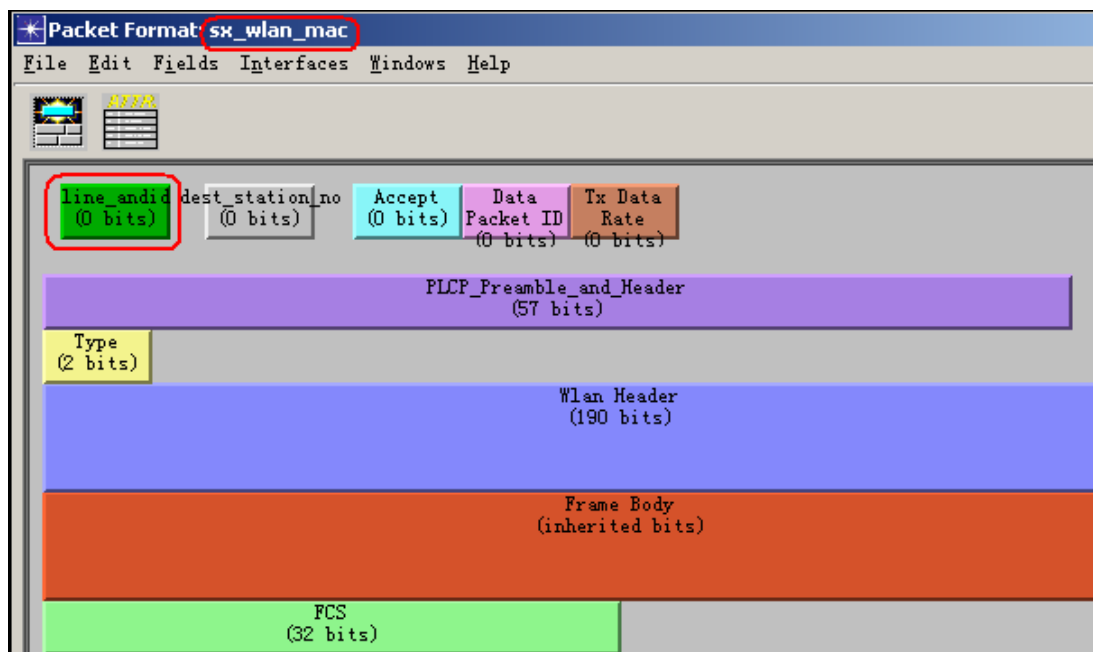 Packet Format: sx_wlan_mac
File Edit Fields Interfaces Windows Help
ATTR
line_andid
(0 bits)
dest_station_no
(0 bits)
Accept
(0 bits)
Data
Packet ID
(0 bits)
Tx Data
Rate
(0 bits)
PLCP_Preamble_and_Header
(57 bits)
Type
(2 bits)
Wlan Header
(190 bits)
Frame Body
(inherited bits)
FCS
(32 bits)